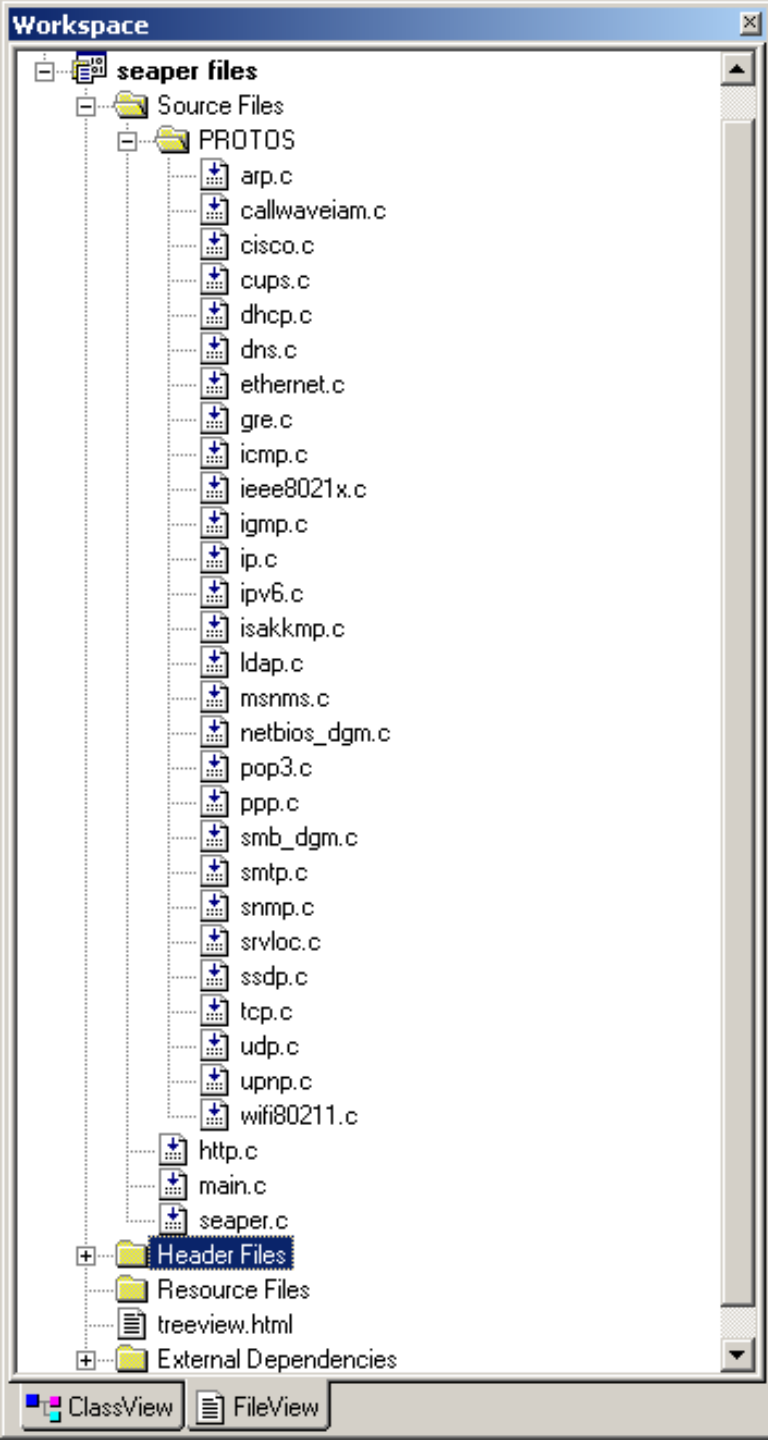 Workspace
seaper files
Source Files
PROTOS
arp.c
callwaveiam.c
cisco.c
cups.c
dhcp.c
dns.c
ethernet.c
gre.c
icmp.c
ieee8021x.c
igmp.c
ip.c
ipv6.c
isakkmp.c
ldap.c
msnms.c
netbios_dgm.c
pop3.c
ppp.c
smb_dgm.c
smtp.c
snmp.c
srvloc.c
ssdp.c
tcp.c
udp.c
upnp.c
wifi80211.c
http.c
main.c
seaper.c
Header Files
Resource Files
treeview.html
External Dependencies
ClassView FileView